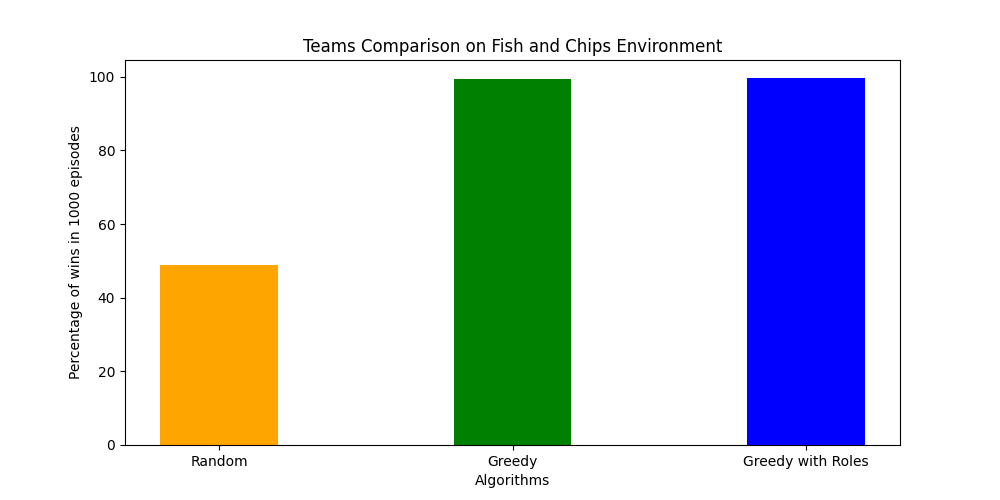 Teams Comparison on Fish and Chips Environment
Percentage of wins in 1000 episodes
100
80
60
40
20
0
Random
Greedy
Greedy with Roles
Algorithms